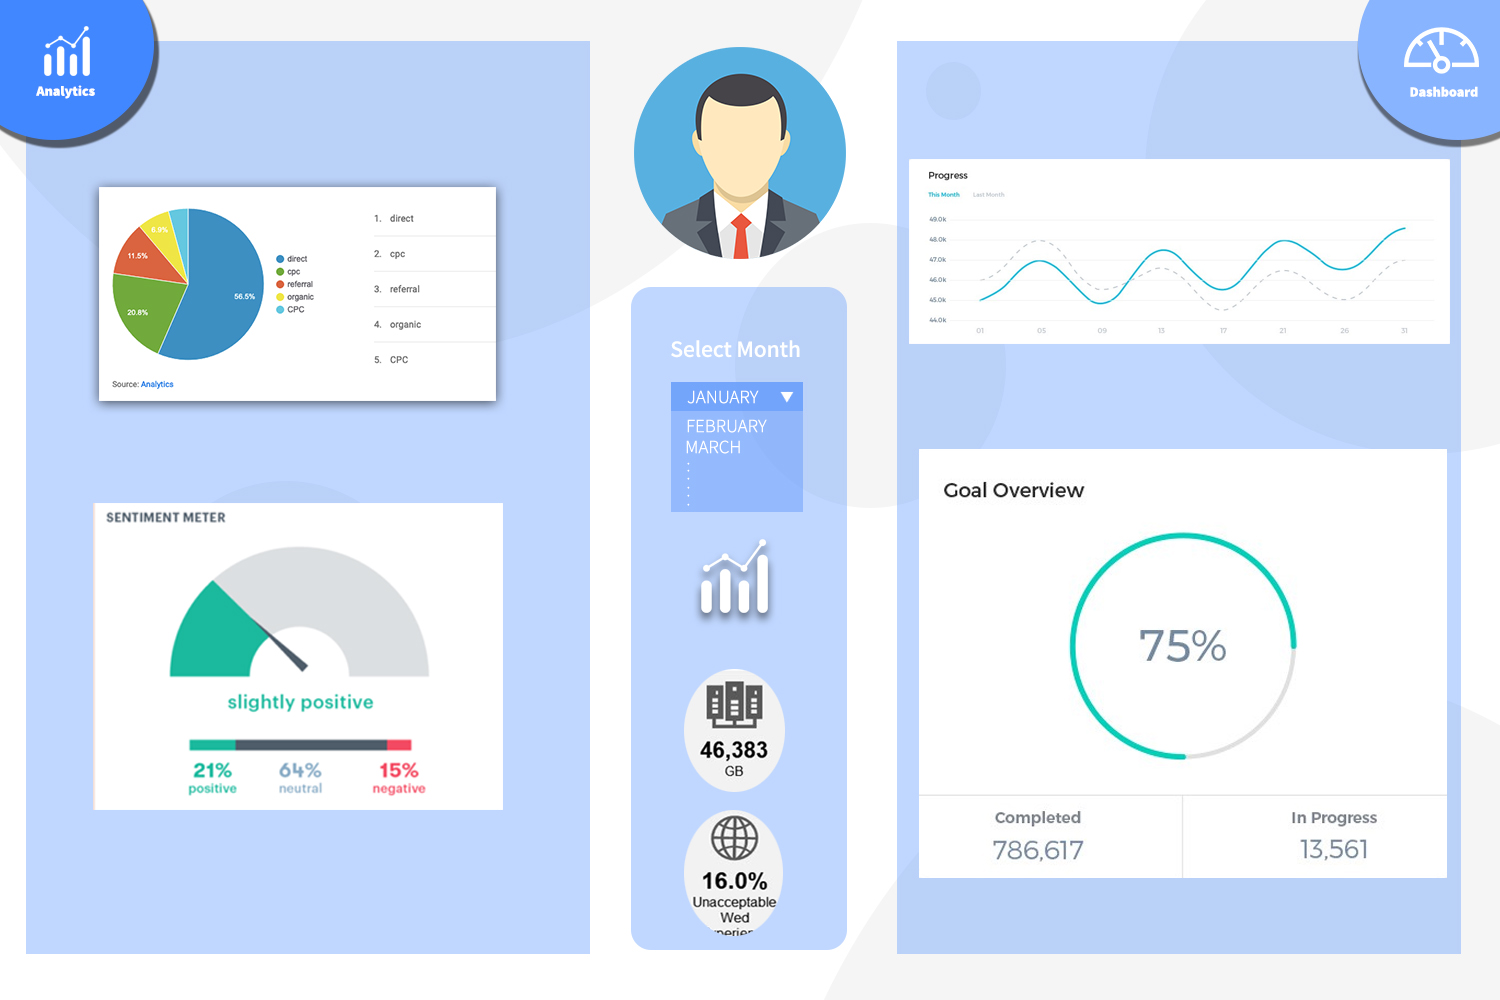 Analytics
Dashboard
56.5%
20.8%
11.5%
6.9%
direct
cpc
referral
organic
CPC
1. direct
2. cpc
3. referral
4. organic
5. CPC
Source: Analytics
SENTIMENT METER
slightly positive
21% 64% 15%
positive neutral negative
Select Month
JANUARY
FEBRUARY
MARCH
46,383
GB
16.0%
Unacceptable
Wed
Progress
This Month Last Month
49.0k
48.0k
47.0k
46.0k
45.0k
44.0k
01 05 09 13 17 21 26 31
Goal Overview
75%
Completed In Progress
786,617 13,561